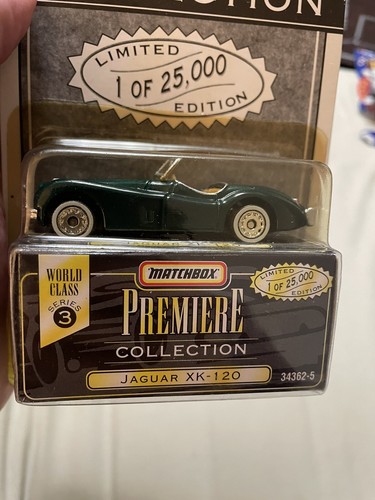 LIMITED
1 OF 25,000
EDITION
WORLD
CLASS
SERIES
3
MATCHBOX
PREMIERE
COLLECTION
JAGUAR XK-120
LIMITED
1 OF 25,000
EDITION
34362-5